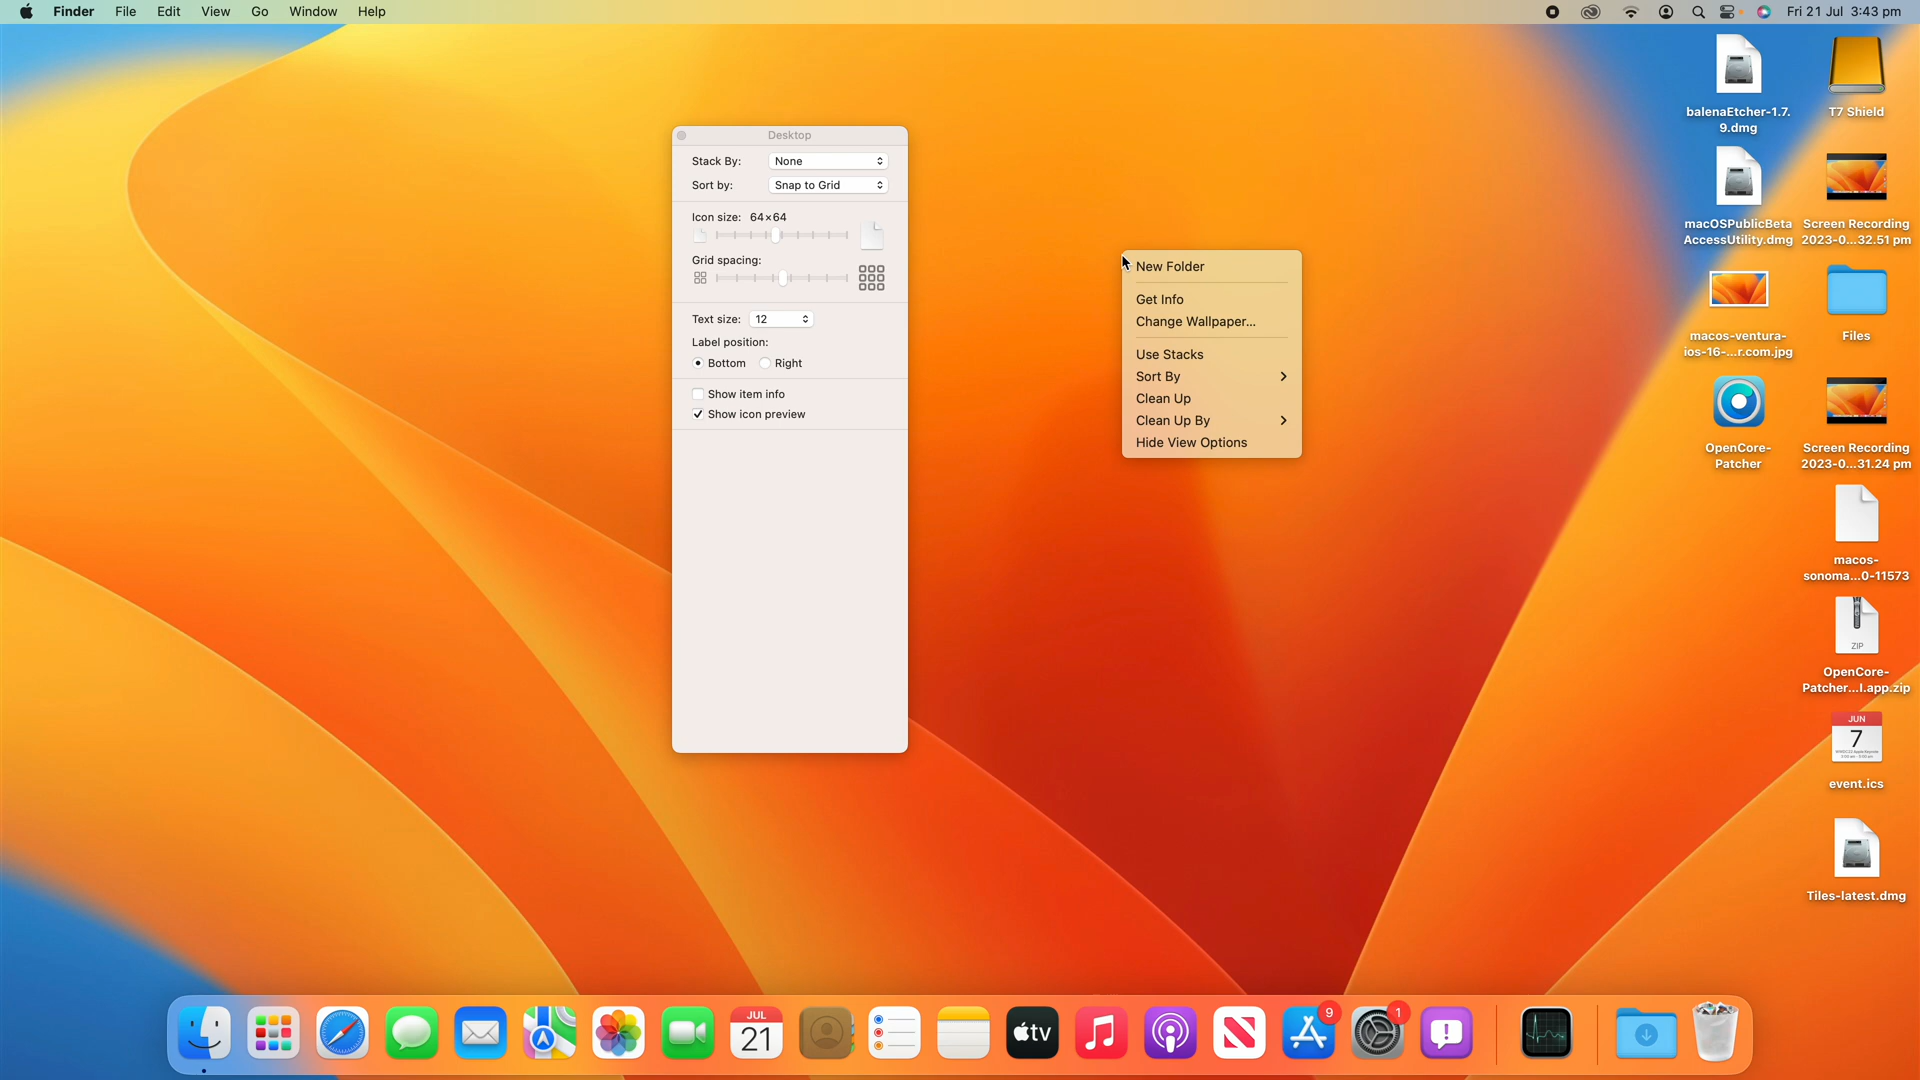 Finder File Edit View Go Window Help
Fri 21 Jul 3:43 pm
Desktop
Stack By: None
Sort by: Snap to Grid
Icon size: 64×64
Grid spacing:
Text size: 12
Label position:
Bottom Right
Show item info
Show icon preview
New Folder
Get Info
Change Wallpaper...
Use Stacks
Sort By
Clean Up
Clean Up By
Hide View Options
balenaEtcher-1.7.
9.dmg
T7 Shield
macOSPublicBeta
AccessUtility.dmg
Screen Recording
2023-0...32.51 pm
macos-ventura-
ios-16-...r.com.jpg
Files
OpenCore-
Patcher
Screen Recording
2023-0...31.24 pm
macos-
sonoma...0-11573
ZIP
OpenCore-
Patcher...l.app.zip
JUN
7
event.ics
Tiles-latest.dmg
JUL
21
tv
9
1